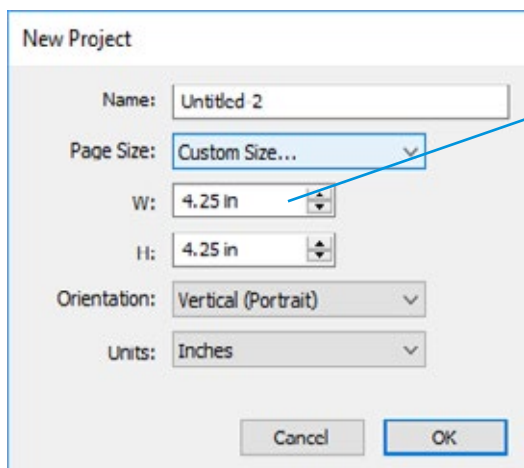 New Project
Name: Untitled-2
Page Size: Custom Size...
W: 4.25 in
H: 4.25 in
Orientation: Vertical (Portrait)
Units: Inches
Cancel OK